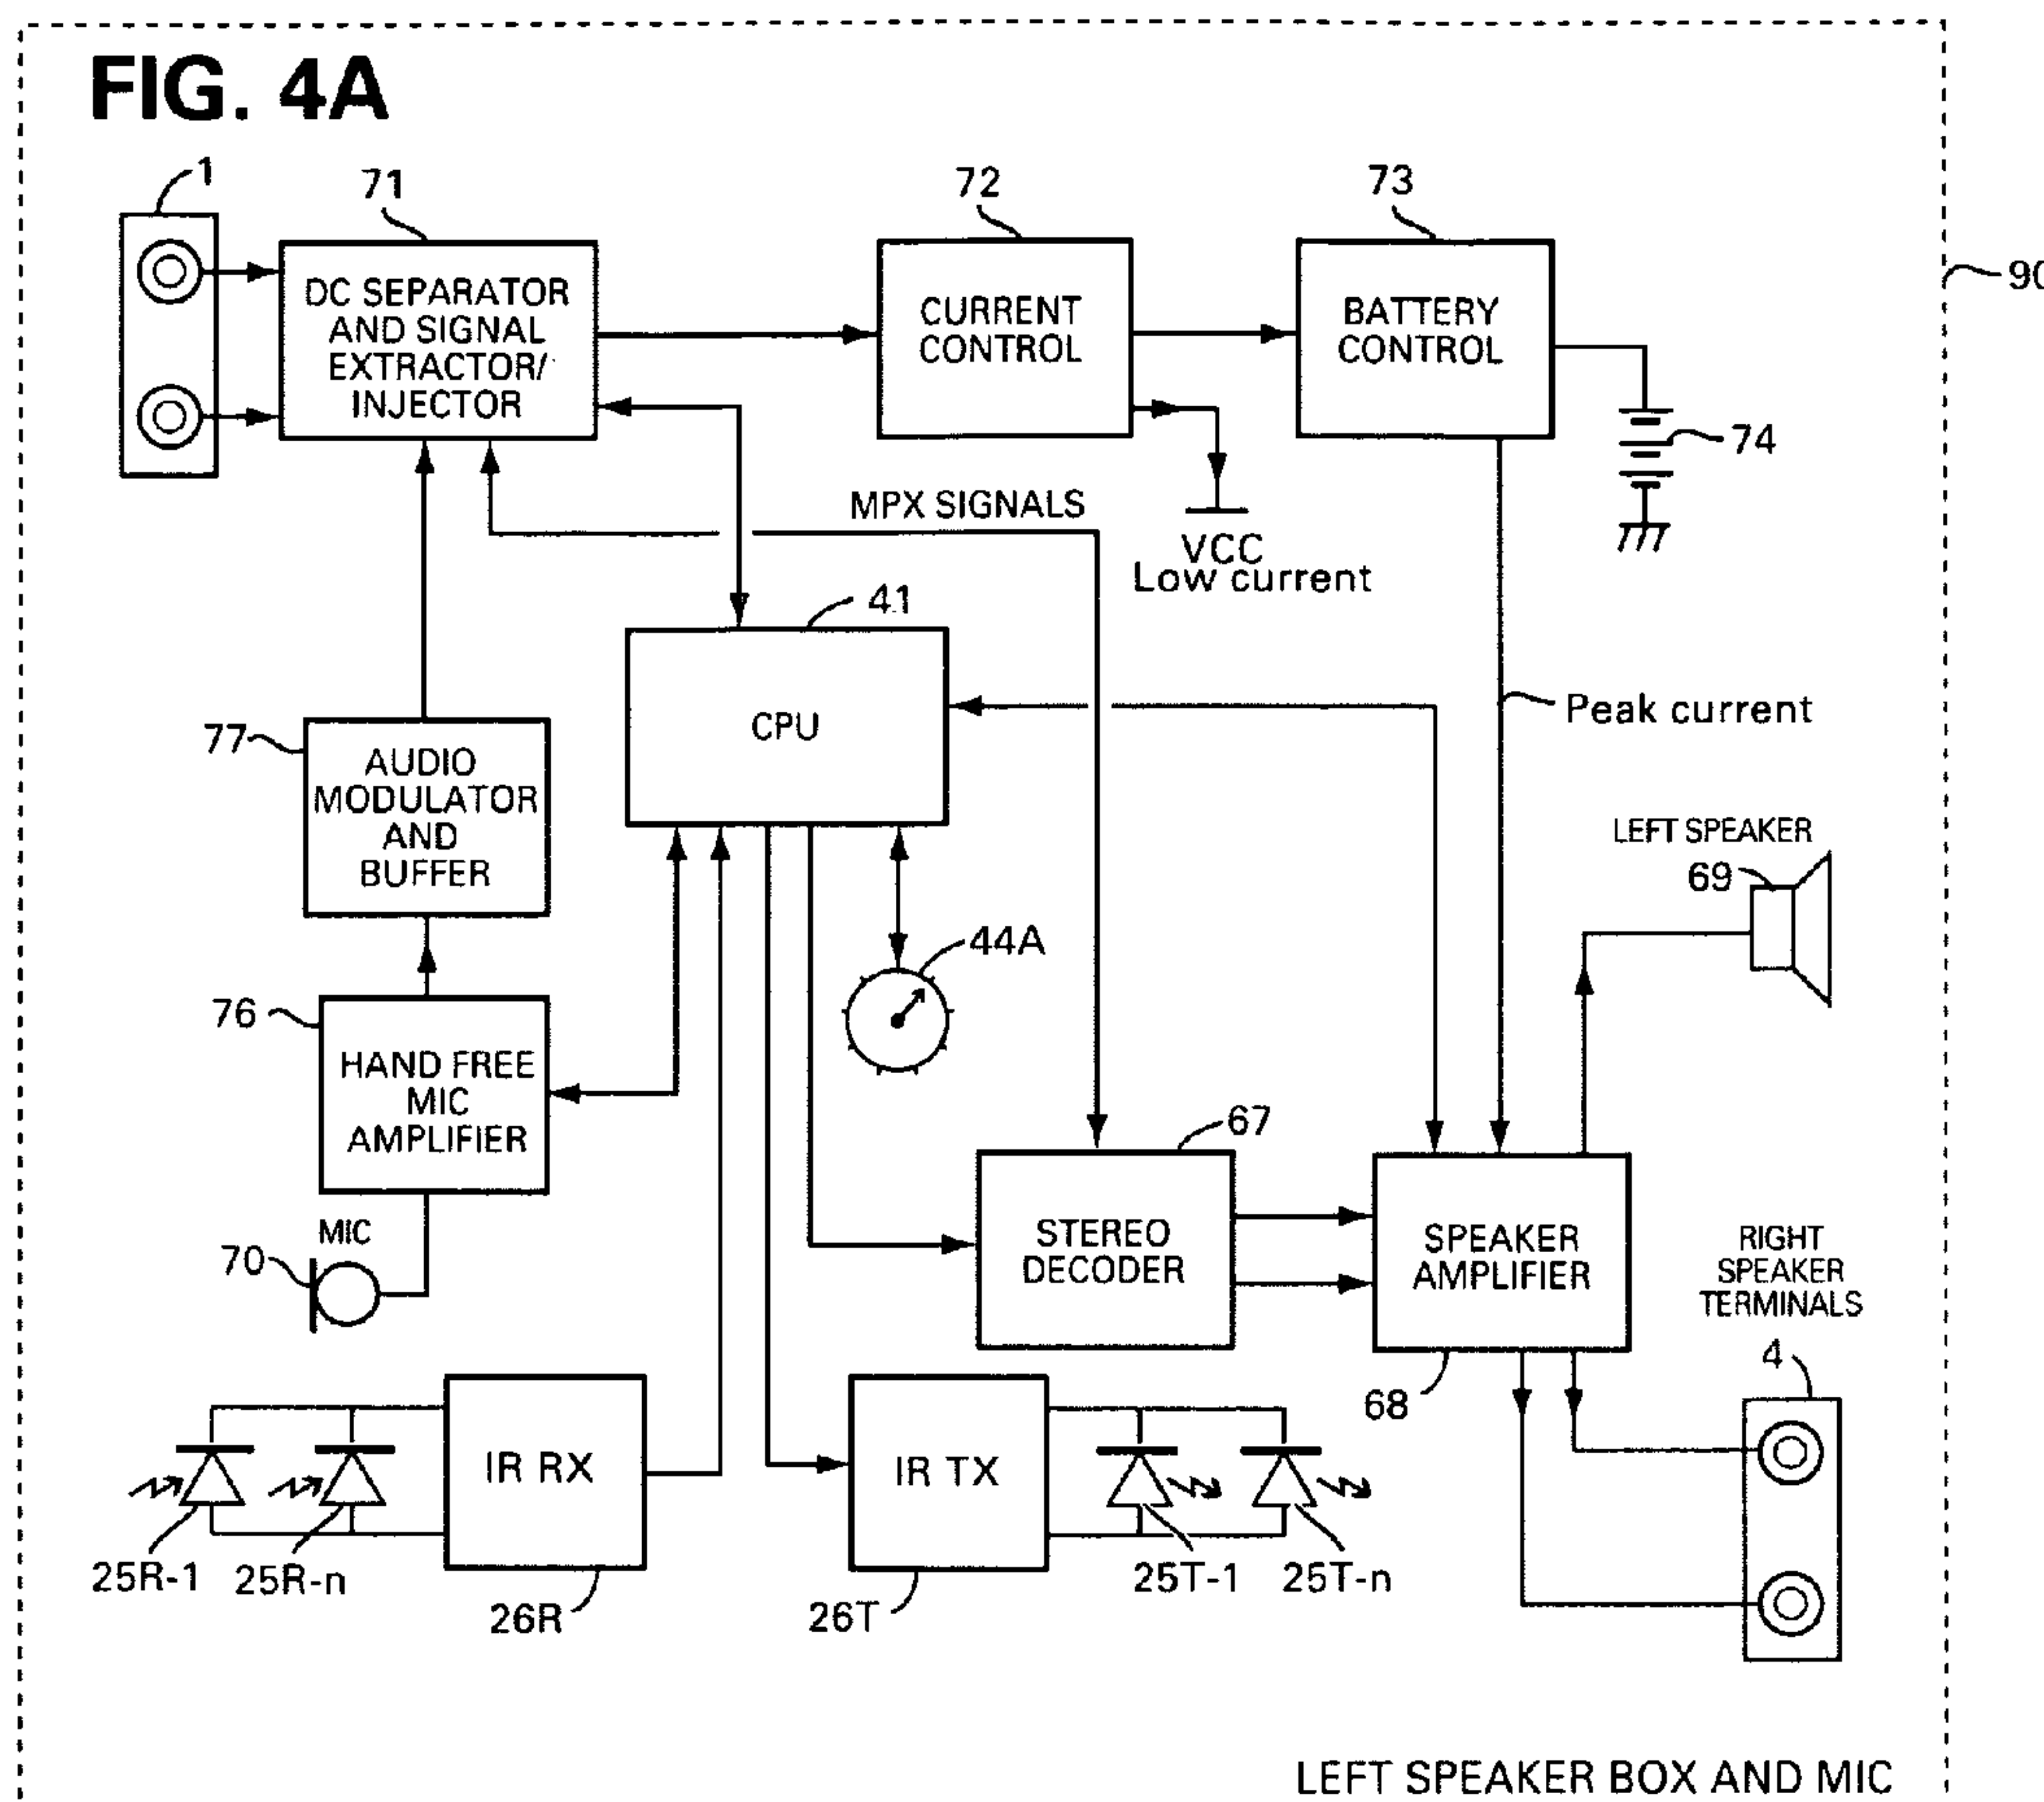 FIG. 4A
1
71
72
73
90
DC SEPARATOR
AND SIGNAL
EXTRACTOR/
INJECTOR
CURRENT
CONTROL
BATTERY
CONTROL
74
MPX SIGNALS
VCC
Low current
41
CPU
Peak current
77
AUDIO
MODULATOR
AND
BUFFER
LEFT SPEAKER
69
44A
76
HAND FREE
MIC
AMPLIFIER
67
MIC
70
STEREO
DECODER
SPEAKER
AMPLIFIER
68
RIGHT
SPEAKER
TERMINALS
4
IR RX
IR TX
25R-1
25R-n
26R
26T
25T-1
25T-n
LEFT SPEAKER BOX AND MIC